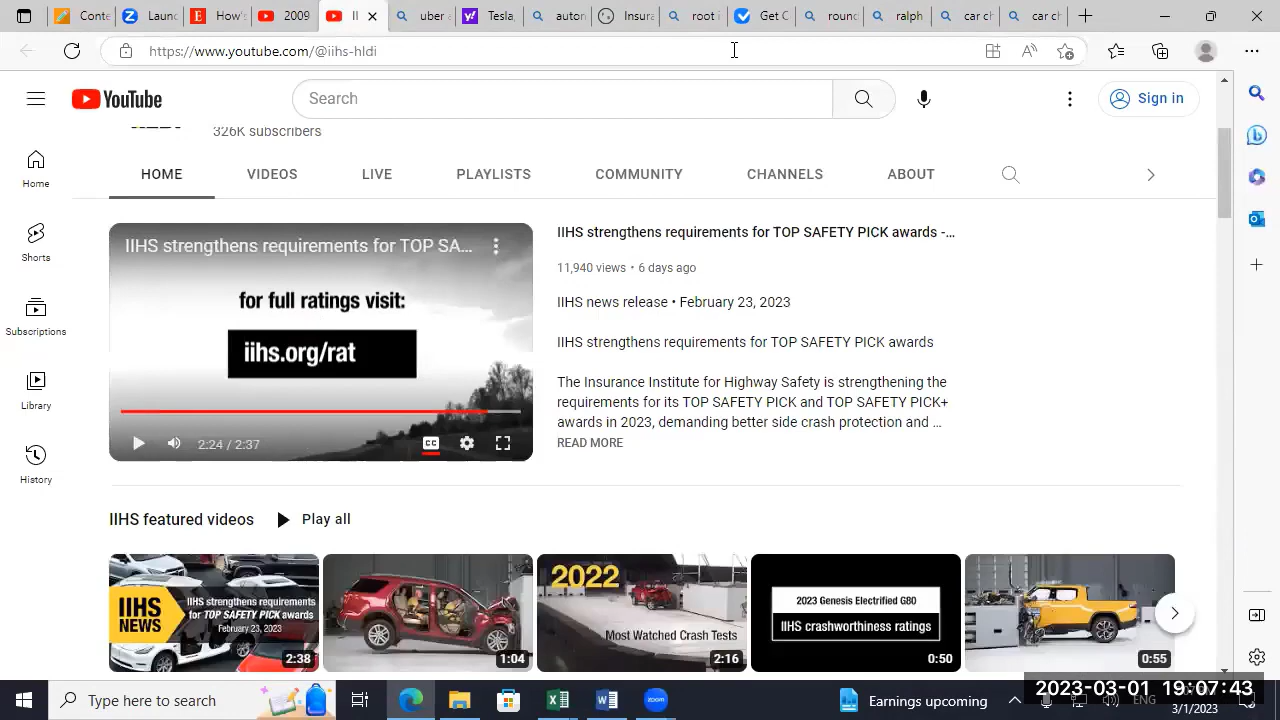 Conte
Launc
How's
2009
II
uber a
Tesla,
autor
Insura
root i
Get C
round
ralph
car ch
car ch
https://www.youtube.com/@iihs-hldi
YouTube
Search
Sign in
326K subscribers
HOME VIDEOS LIVE PLAYLISTS COMMUNITY CHANNELS ABOUT
Home
Shorts
Subscriptions
Library
History
IIHS strengthens requirements for TOP SA...
for full ratings visit:
iihs.org/rat
2:24 / 2:37
CC
IIHS strengthens requirements for TOP SAFETY PICK awards -...
11,940 views • 6 days ago
IIHS news release • February 23, 2023
IIHS strengthens requirements for TOP SAFETY PICK awards
The Insurance Institute for Highway Safety is strengthening the
requirements for its TOP SAFETY PICK and TOP SAFETY PICK+
awards in 2023, demanding better side crash protection and ...
READ MORE
IIHS featured videos
Play all
IIHS
NEWS
IIHS strengthens requirements
for TOP SAFETY PICK awards
February 23, 2023
2:38
1:04
2022
Most Watched Crash Tests
2:16
2023 Genesis Electrified G80
IIHS crashworthiness ratings
0:50
0:55
Type here to search
zoom
Earnings upcoming
ENG
2023-03-01 19:07:43
3/1/2023